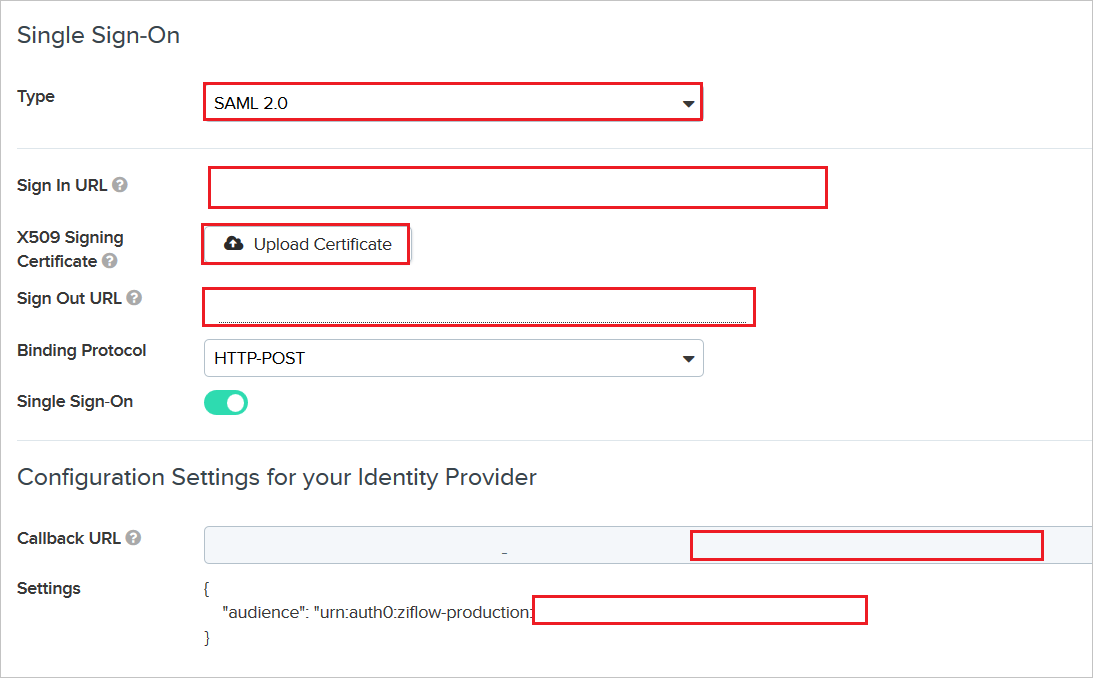 Single Sign-On
Type
SAML 2.0
Sign In URL
X509 Signing
Certificate
Upload Certificate
Sign Out URL
Binding Protocol
HTTP-POST
Single Sign-On
Configuration Settings for your Identity Provider
Callback URL
_
Settings
{
"audience": "urn:auth0:ziflow-production:
}